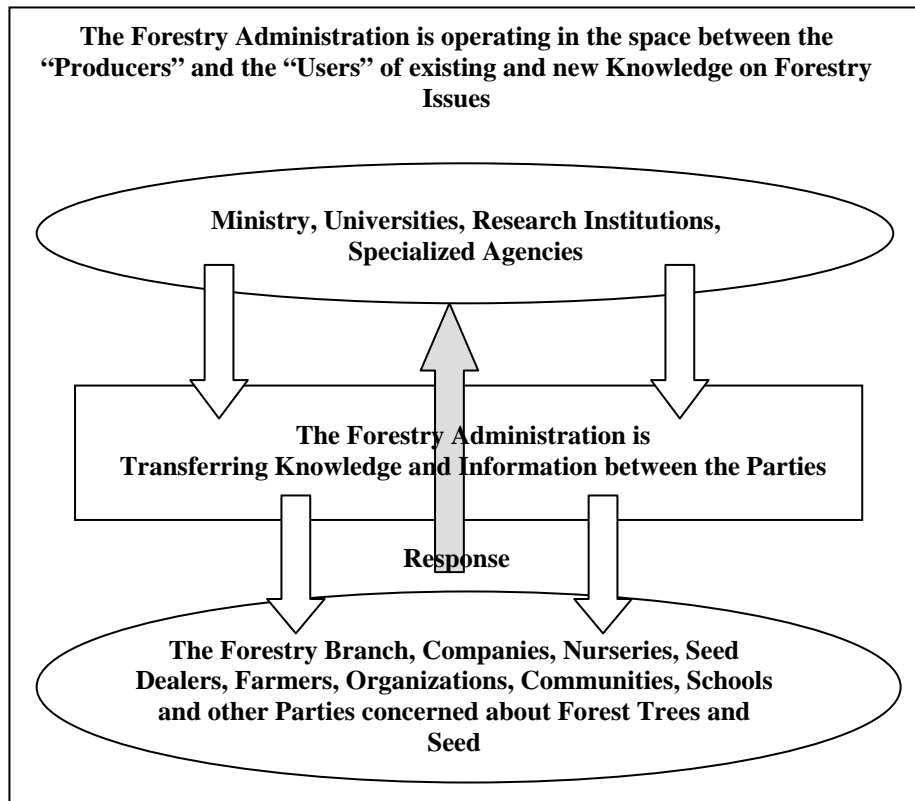 The Forestry Administration is operating in the space between the
“Producers” and the “Users” of existing and new Knowledge on Forestry
Issues
Ministry, Universities, Research Institutions,
Specialized Agencies
The Forestry Administration is
Transferring Knowledge and Information between the Parties
Response
The Forestry Branch, Companies, Nurseries, Seed
Dealers, Farmers, Organizations, Communities, Schools
and other Parties concerned about Forest Trees and
Seed